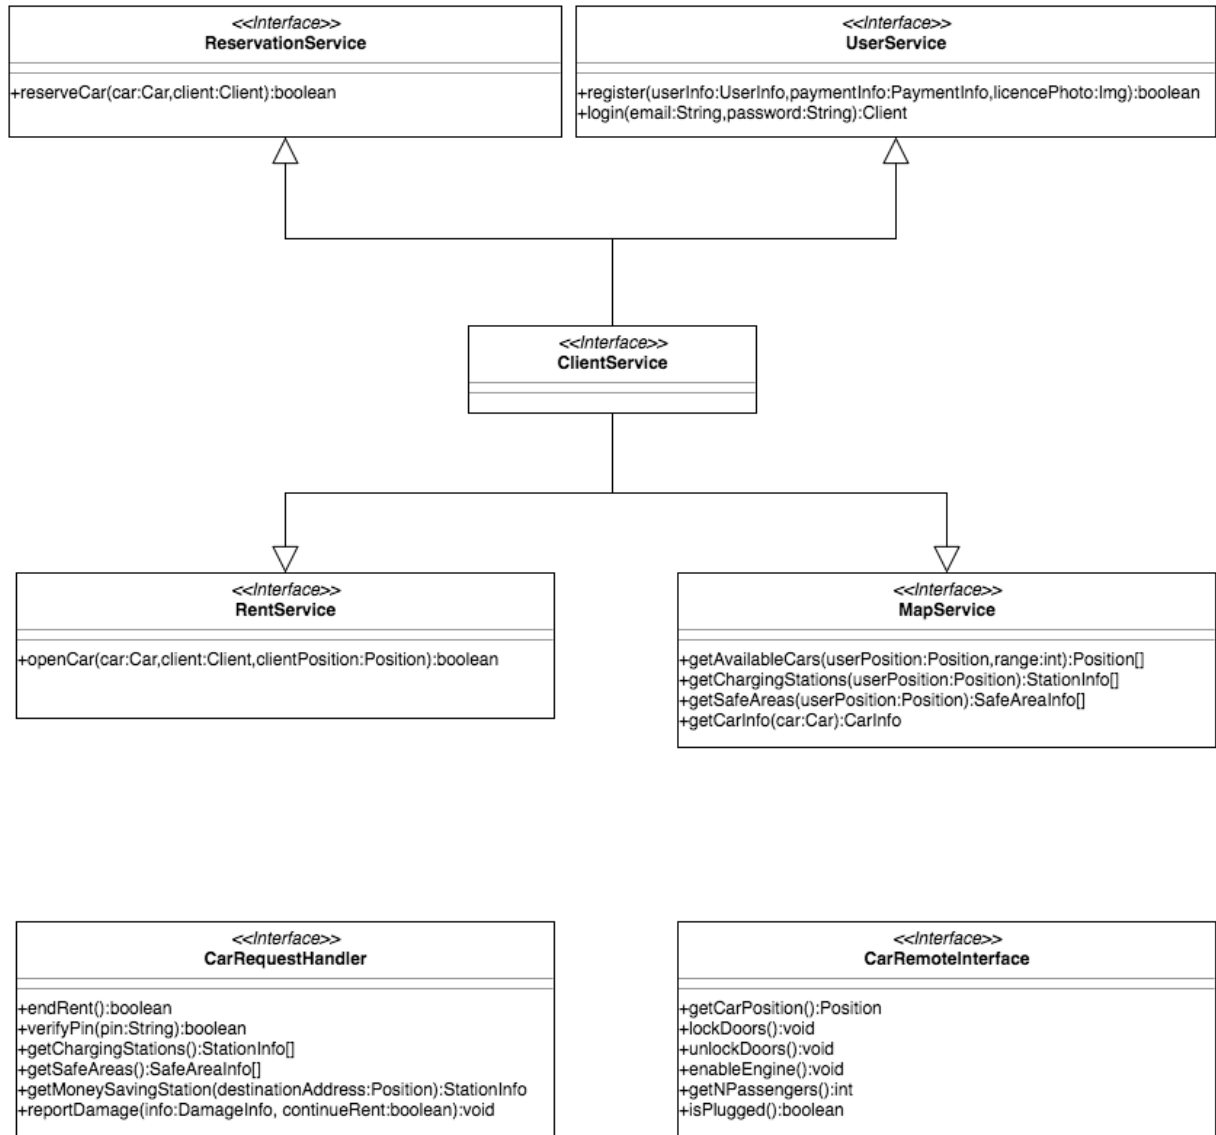 <<Interface>>
ReservationService
+reserveCar(car:Car,client:Client):boolean
<<Interface>>
UserService
+register(userInfo:UserInfo,paymentInfo:PaymentInfo,licencePhoto:Img):boolean
+login(email:String,password:String):Client
<<Interface>>
ClientService
<<Interface>>
RentService
+openCar(car:Car,client:Client,clientPosition:Position):boolean
<<Interface>>
MapService
+getAvailableCars(userPosition:Position,range:int):Position[]
+getChargingStations(userPosition:Position):StationInfo[]
+getSafeAreas(userPosition:Position):SafeAreaInfo[]
+getCarInfo(car:Car):CarInfo
<<Interface>>
CarRequestHandler
+endRent():boolean
+verifyPin(pin:String):boolean
+getChargingStations():StationInfo[]
+getSafeAreas():SafeAreaInfo[]
+getMoneySavingStation(destinationAddress:Position):StationInfo
+reportDamage(info:DamageInfo, continueRent:boolean):void
<<Interface>>
CarRemoteInterface
+getCarPosition():Position
+lockDoors():void
+unlockDoors():void
+enableEngine():void
+getNPassengers():int
+isPlugged():boolean